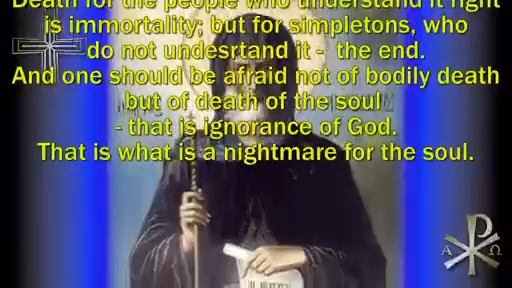 Death for the people who understand it right
is immortality; but for simpletons, who
do not undesrtand it - the end.
And one should be afraid not of bodily death
but of death of the soul
- that is ignorance of God.
That is what is a nightmare for the soul.
Α Ω